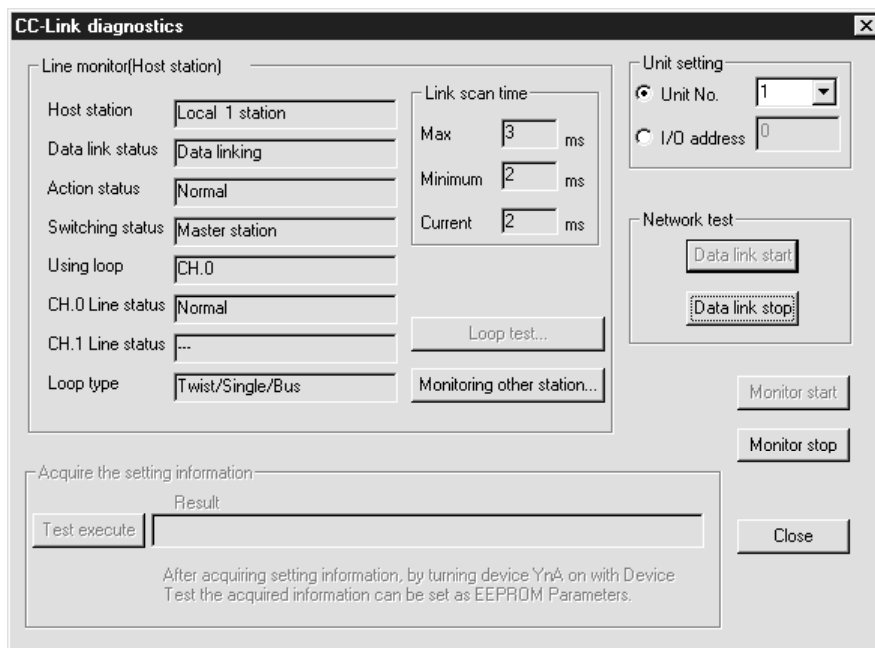 CC-Link diagnostics
Line monitor(Host station)
Host station
Local 1 station
Data link status
Data linking
Action status
Normal
Switching status
Master station
Using loop
CH.0
CH.0 Line status
Normal
CH.1 Line status
---
Loop type
Twist/Single/Bus
Link scan time
Max
3
ms
Minimum
2
ms
Current
2
ms
Loop test...
Monitoring other station...
Unit setting
Unit No.
1
I/O address
0
Network test
Data link start
Data link stop
Monitor start
Monitor stop
Close
Acquire the setting information
Result
Test execute
After acquiring setting information, by turning device YnA on with Device
Test the acquired information can be set as EEPROM Parameters.